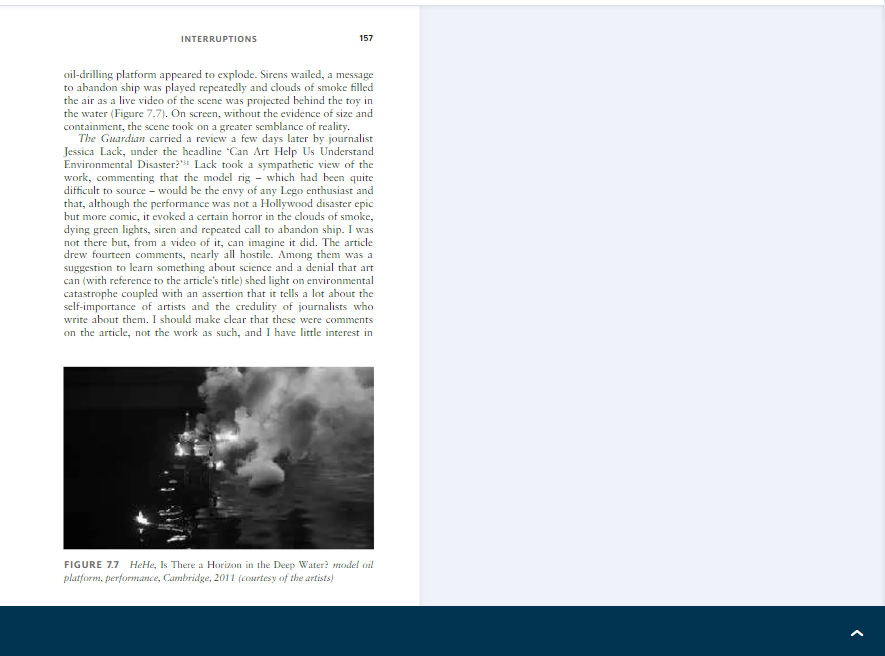 INTERRUPTIONS 157
oil-drilling platform appeared to explode. Sirens wailed, a message
to abandon ship was played repeatedly and clouds of smoke filled
the air as a live video of the scene was projected behind the toy in
the water (Figure 7.7). On screen, without the evidence of size and
containment, the scene took on a greater semblance of reality.
The Guardian carried a review a few days later by journalist
Jessica Lack, under the headline ‘Can Art Help Us Understand
Environmental Disaster?’³¹ Lack took a sympathetic view of the
work, commenting that the model rig – which had been quite
difficult to source – would be the envy of any Lego enthusiast and
that, although the performance was not a Hollywood disaster epic
but more comic, it evoked a certain horror in the clouds of smoke,
dying green lights, siren and repeated call to abandon ship. I was
not there but, from a video of it, can imagine it did. The article
drew fourteen comments, nearly all hostile. Among them was a
suggestion to learn something about science and a denial that art
can (with reference to the article’s title) shed light on environmental
catastrophe coupled with an assertion that it tells a lot about the
self-importance of artists and the credulity of journalists who
write about them. I should make clear that these were comments
on the article, not the work as such, and I have little interest in
FIGURE 7.7 HeHe, Is There a Horizon in the Deep Water? model oil
platform, performance, Cambridge, 2011 (courtesy of the artists)